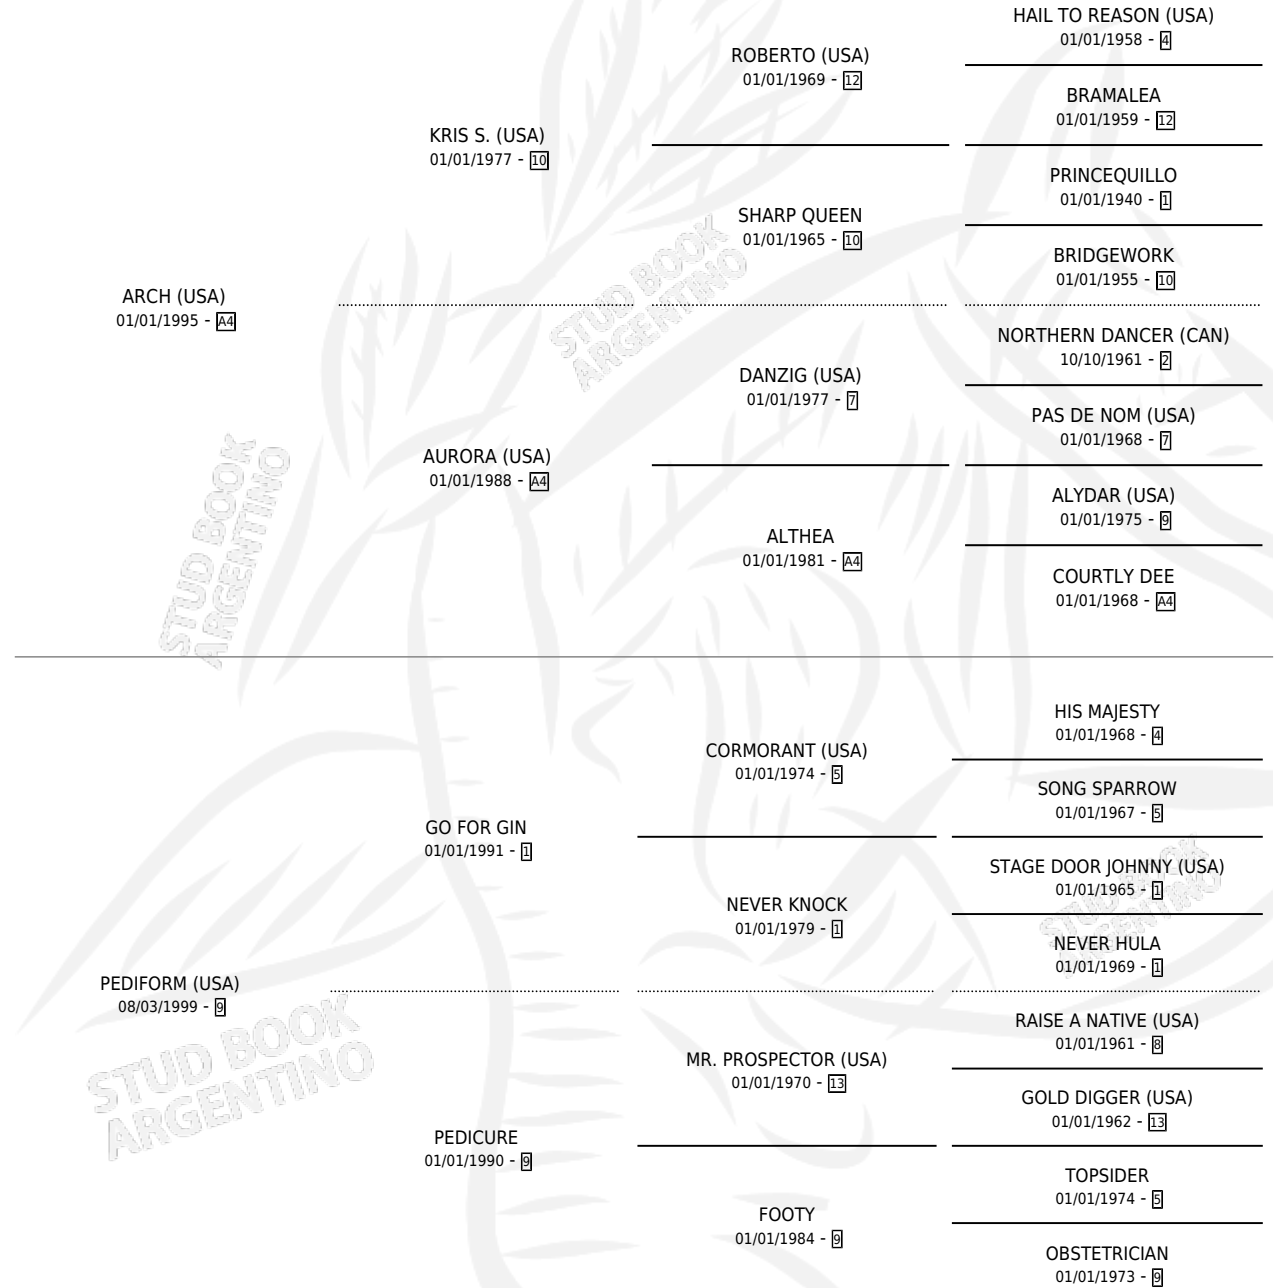 HAIL TO REASON (USA)
01/01/1958 - 4
ROBERTO (USA)
01/01/1969 - 12
BRAMALEA
01/01/1959 - 12
KRIS S. (USA)
01/01/1977 - 10
PRINCEQUILLO
01/01/1940 - 1
SHARP QUEEN
01/01/1965 - 10
BRIDGEWORK
01/01/1955 - 10
ARCH (USA)
01/01/1995 - A4
STUD BOOK
ARGENTINO
NORTHERN DANCER (CAN)
10/10/1961 - 2
DANZIG (USA)
01/01/1977 - 7
PAS DE NOM (USA)
01/01/1968 - 7
AURORA (USA)
01/01/1988 - A4
ALYDAR (USA)
01/01/1975 - 9
ALTHEA
01/01/1981 - A4
COURTLY DEE
01/01/1968 - A4
STUD BOOK
ARGENTINO
HIS MAJESTY
01/01/1968 - 4
CORMORANT (USA)
01/01/1974 - 5
SONG SPARROW
01/01/1967 - 5
GO FOR GIN
01/01/1991 - 1
STAGE DOOR JOHNNY (USA)
01/01/1965 - 1
NEVER KNOCK
01/01/1979 - 1
STUD BOOK
ARGENTINO
NEVER HULA
01/01/1969 - 1
PEDIFORM (USA)
08/03/1999 - 9
RAISE A NATIVE (USA)
01/01/1961 - 8
MR. PROSPECTOR (USA)
01/01/1970 - 13
GOLD DIGGER (USA)
01/01/1962 - 13
STUD BOOK
ARGENTINO
PEDICURE
01/01/1990 - 9
TOPSIDER
01/01/1974 - 5
FOOTY
01/01/1984 - 9
OBSTETRICIAN
01/01/1973 - 9